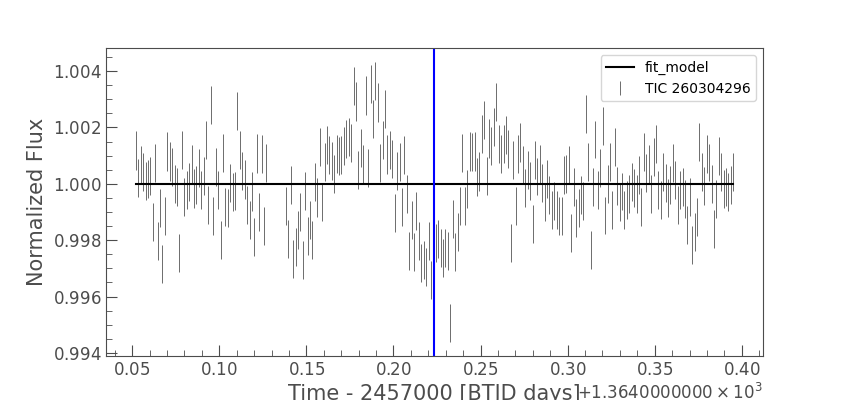 fit_model
TIC 260304296
Normalized Flux
1.004
1.002
1.000
0.998
0.996
0.994
0.05 0.10 0.15 0.20 0.25 0.30 0.35 0.40
Time - 2457000 [BTJD days]
+1.3640000000 × 10³